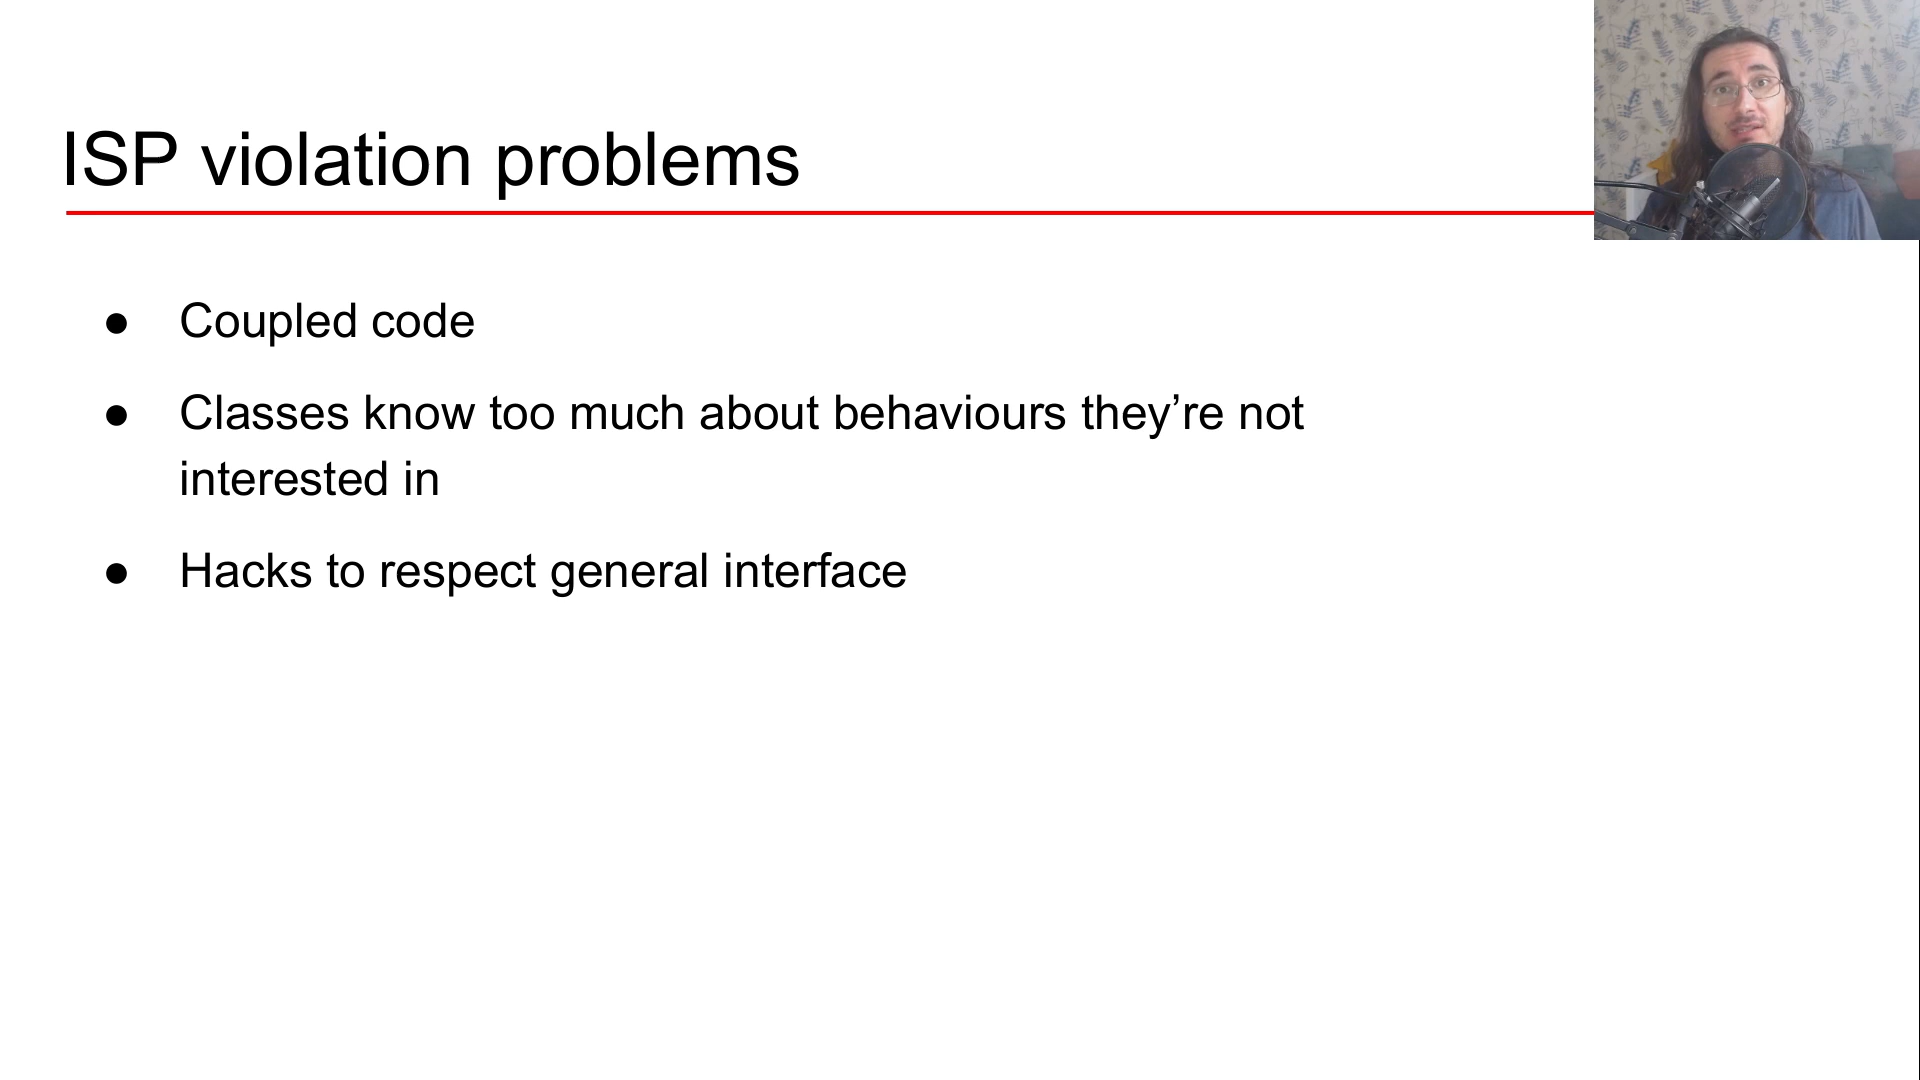 ISP violation problems
● Coupled code
● Classes know too much about behaviours they’re not
interested in
● Hacks to respect general interface